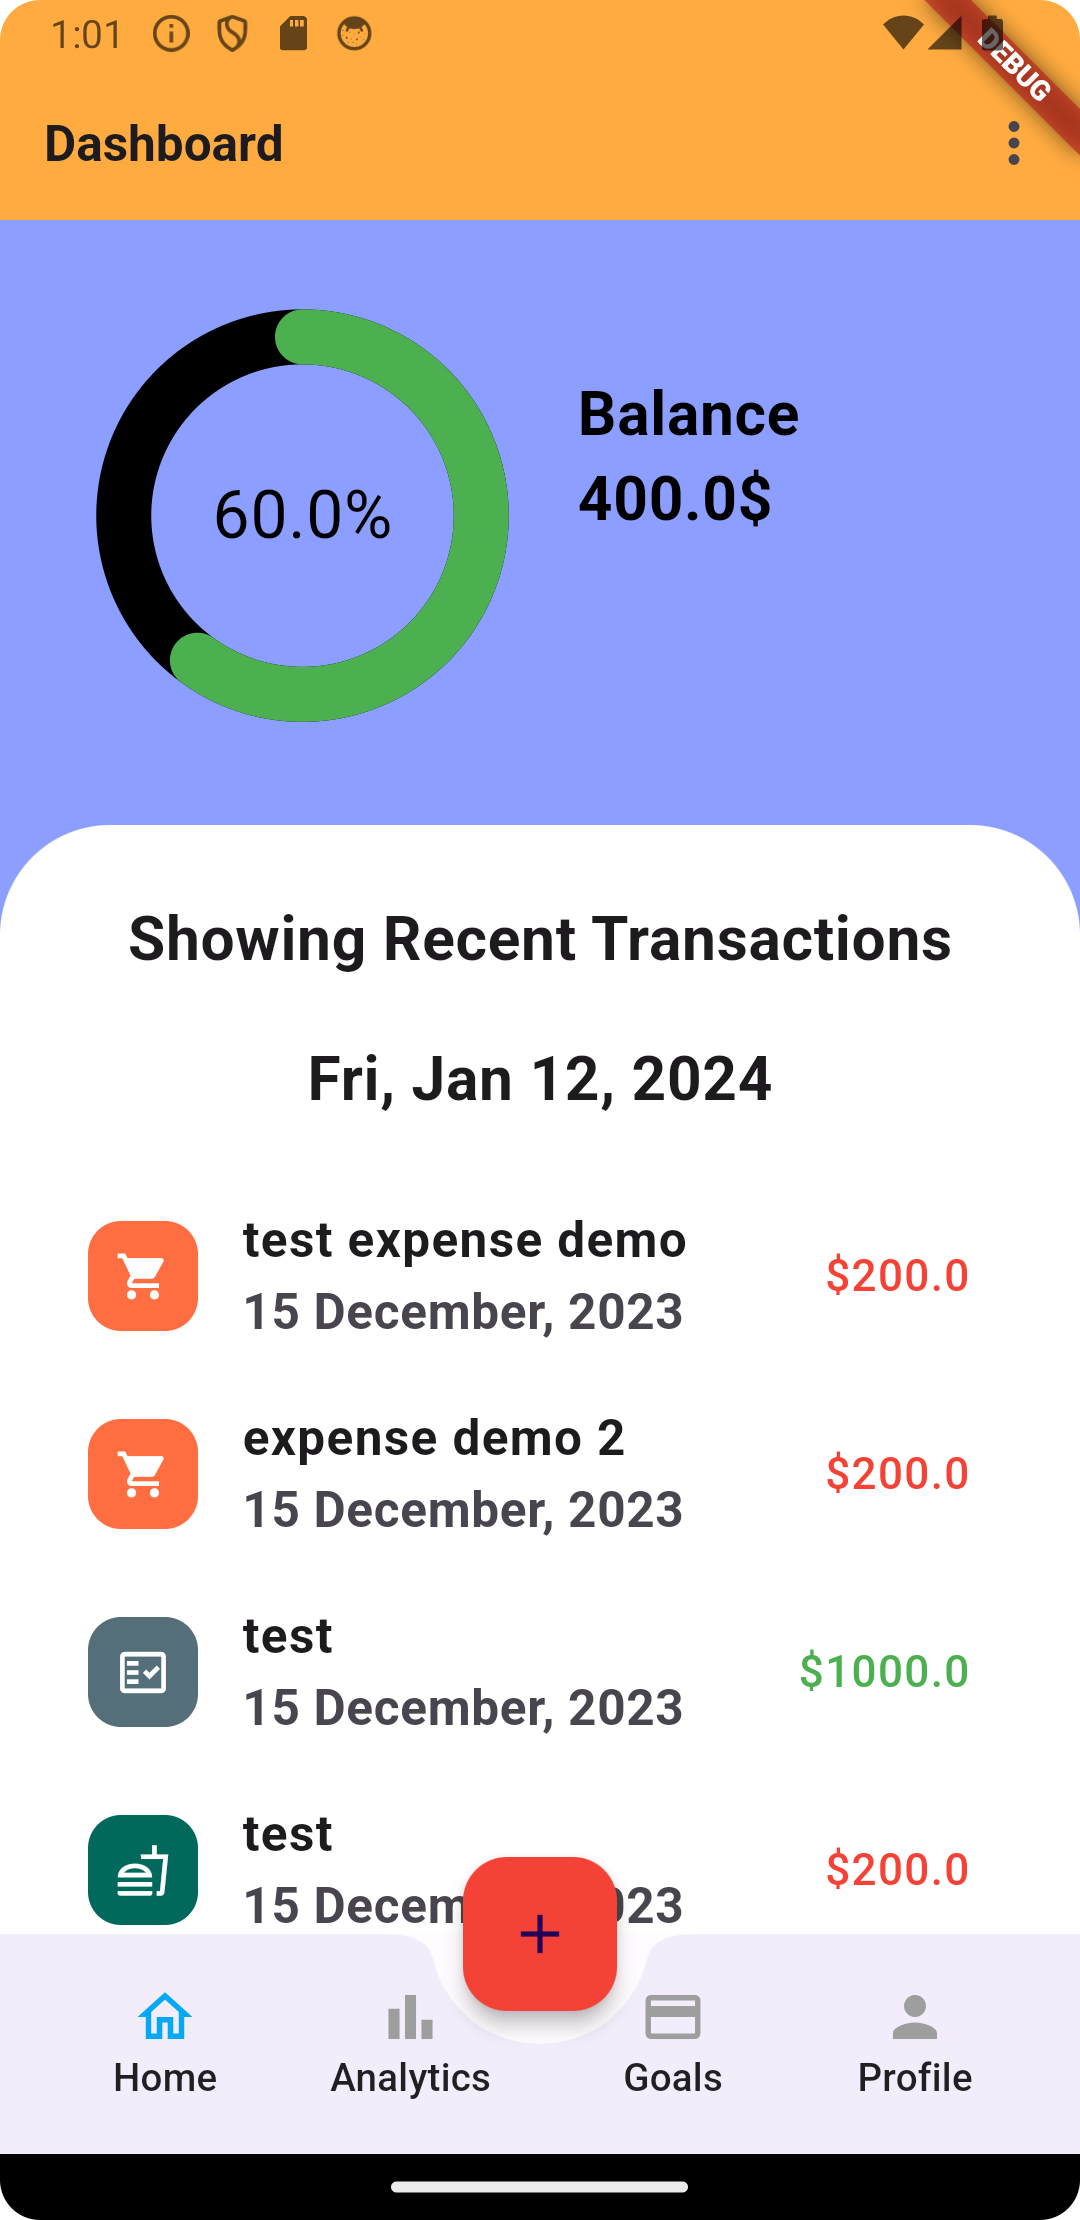 1:01
DEBUG
Dashboard
60.0%
Balance
400.0$
Showing Recent Transactions
Fri, Jan 12, 2024
test expense demo
15 December, 2023
$200.0
expense demo 2
15 December, 2023
$200.0
test
15 December, 2023
$1000.0
test
15 Decem 023
$200.0
Home
Analytics
Goals
Profile